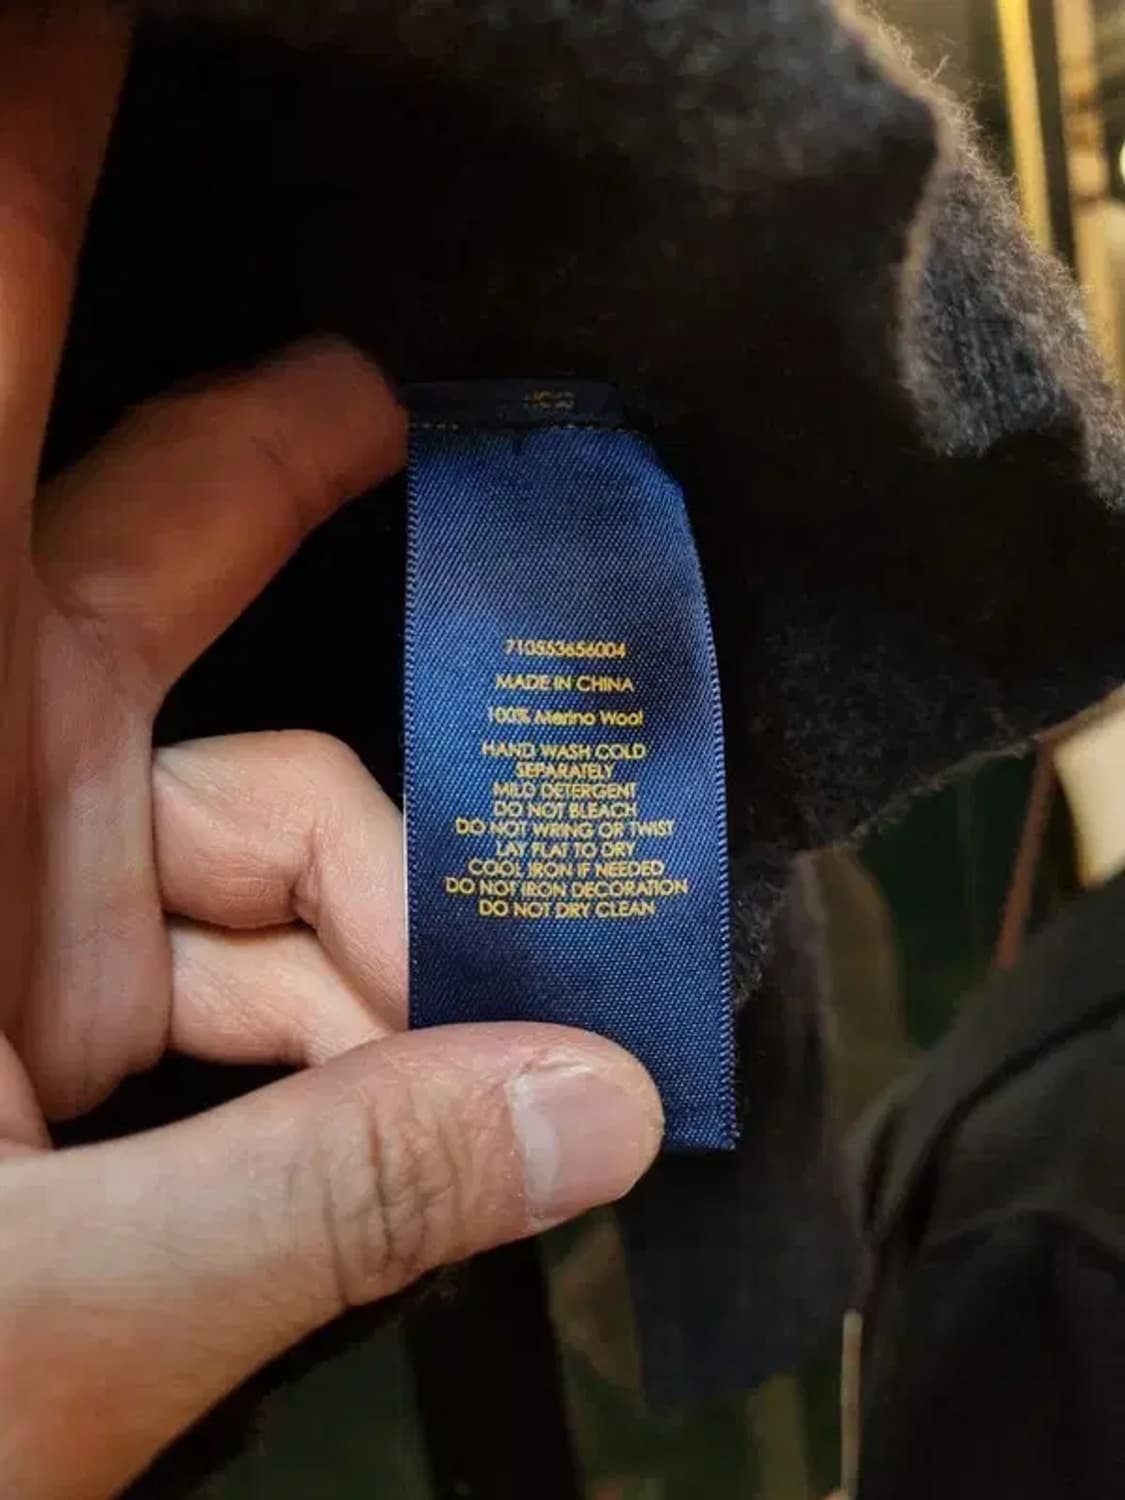 710553656004
MADE IN CHINA
100% Merino Wool
HAND WASH COLD
SEPARATELY
MILD DETERGENT
DO NOT BLEACH
DO NOT WRING OR TWIST
LAY FLAT TO DRY
COOL IRON IF NEEDED
DO NOT IRON DECORATION
DO NOT DRY CLEAN